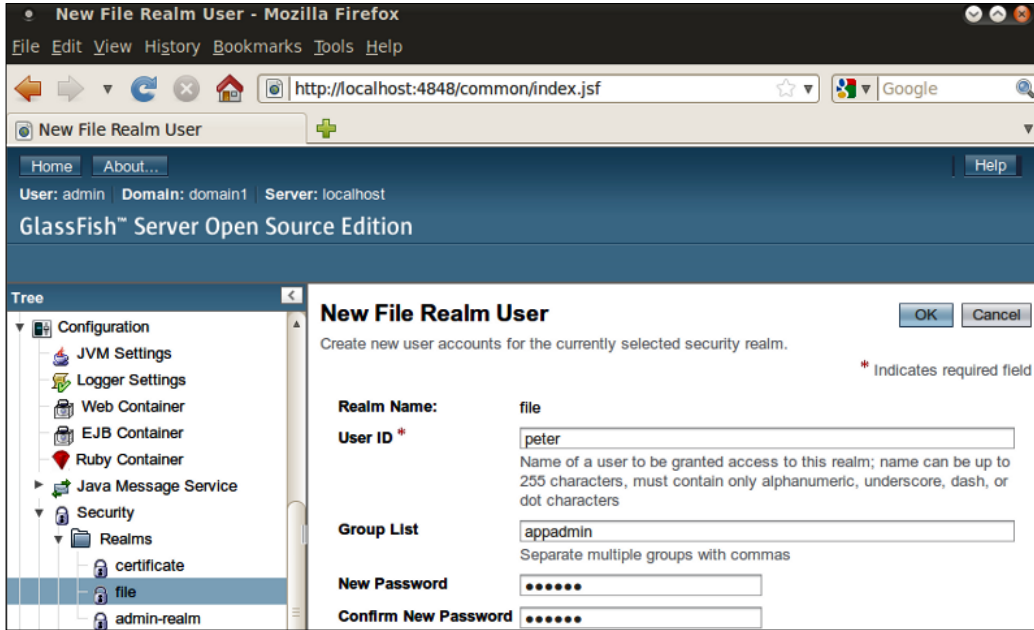 New File Realm User - Mozilla Firefox
File Edit View History Bookmarks Tools Help
http://localhost:4848/common/index.jsf
Google
New File Realm User
Home About... Help
User: admin Domain: domain1 Server: localhost
GlassFish™ Server Open Source Edition
Tree
Configuration
JVM Settings
Logger Settings
Web Container
EJB Container
Ruby Container
Java Message Service
Security
Realms
certificate
file
admin-realm
New File Realm User
OK Cancel
Create new user accounts for the currently selected security realm.
* Indicates required field
Realm Name: file
User ID * peter
Name of a user to be granted access to this realm; name can be up to
255 characters, must contain only alphanumeric, underscore, dash, or
dot characters
Group List appadmin
Separate multiple groups with commas
New Password ●●●●●●
Confirm New Password ●●●●●●